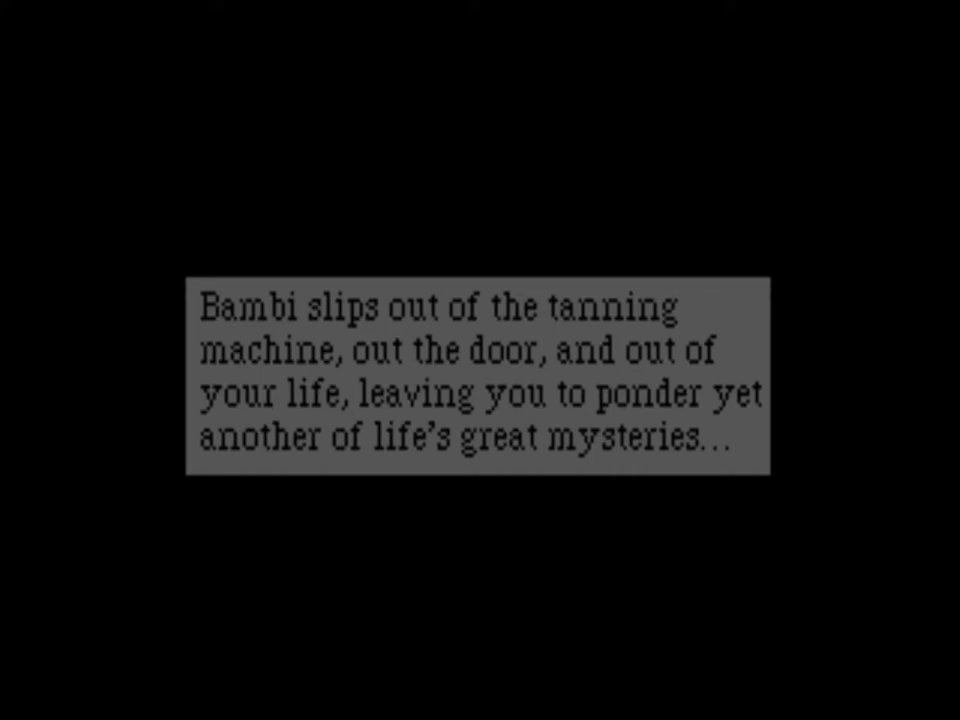 Bambi slips out of the tanning
machine, out the door, and out of
your life, leaving you to ponder yet
another of life's great mysteries...